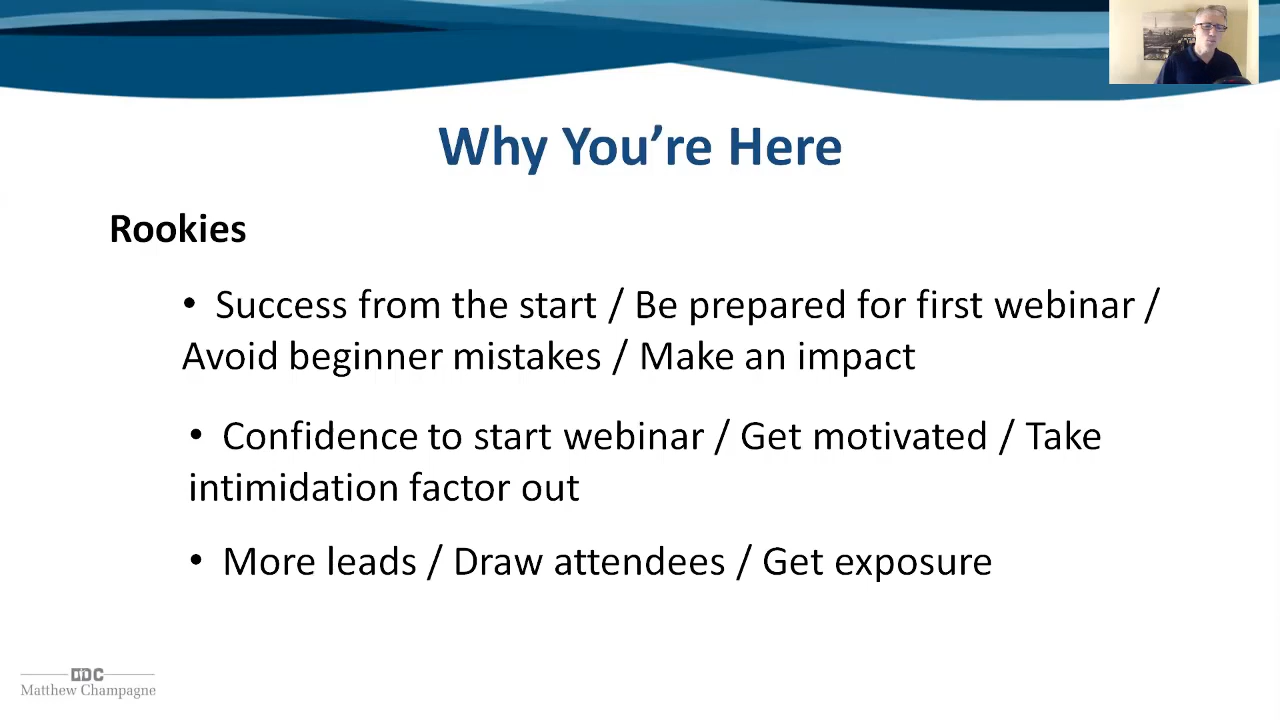 Why You’re Here
Rookies
• Success from the start / Be prepared for first webinar /
Avoid beginner mistakes / Make an impact
• Confidence to start webinar / Get motivated / Take
intimidation factor out
• More leads / Draw attendees / Get exposure
Matthew Champagne